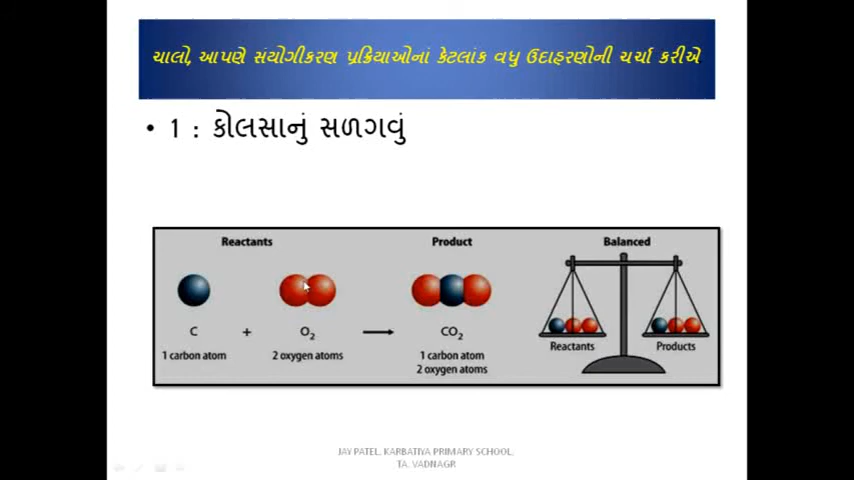 ચાલો, આપણે સંયોગીકરણ પ્રક્રિયાઓનાં કેટલાંક વધુ ઉદાહરણોની ચર્ચા કરીએ
• 1 : કોલસાનું સળગવું
Reactants Product Balanced
C + O₂ → CO₂
1 carbon atom 2 oxygen atoms 1 carbon atom
2 oxygen atoms
Reactants Products
JAY PATEL, KARBATIYA PRIMARY SCHOOL,
TA. VADNAGR